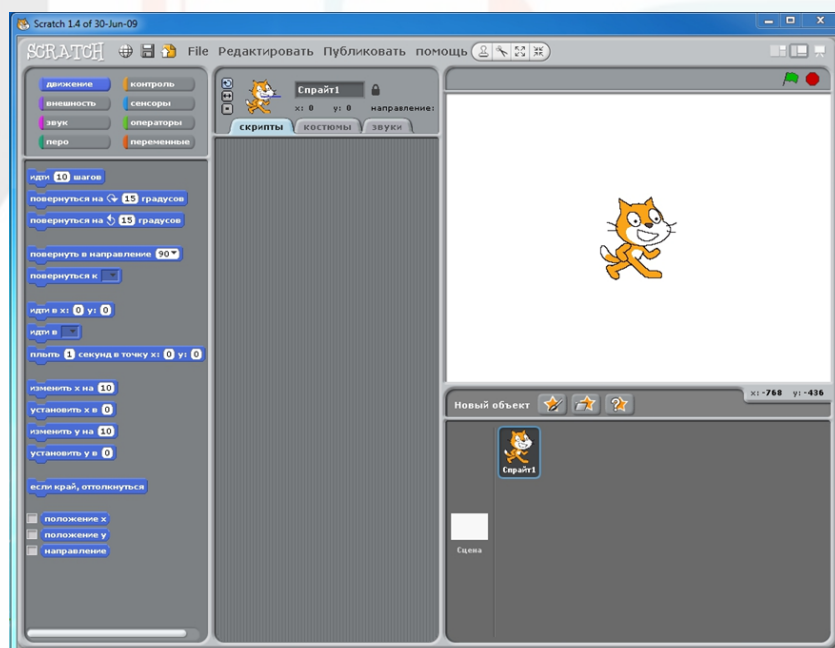 Scratch 1.4 of 30-Jun-09
SCRATCH File Редактировать Публиковать помощь
движение контроль
внешность сенсоры
звук операторы
перо переменные
Спрайт1
x: 0 y: 0 направление:
скрипты костюмы звуки
идти 10 шагов
повернуться на 15 градусов
повернуться на 15 градусов
повернуть в направление 90
повернуться к
идти в x: 0 y: 0
идти в
плыть 1 секунд в точку x: 0 y: 0
изменить x на 10
установить x в 0
изменить y на 10
установить y в 0
если край, оттолкнуться
положение x
положение y
направление
x: -768 y: -436
Новый объект
Спрайт1
Сцена